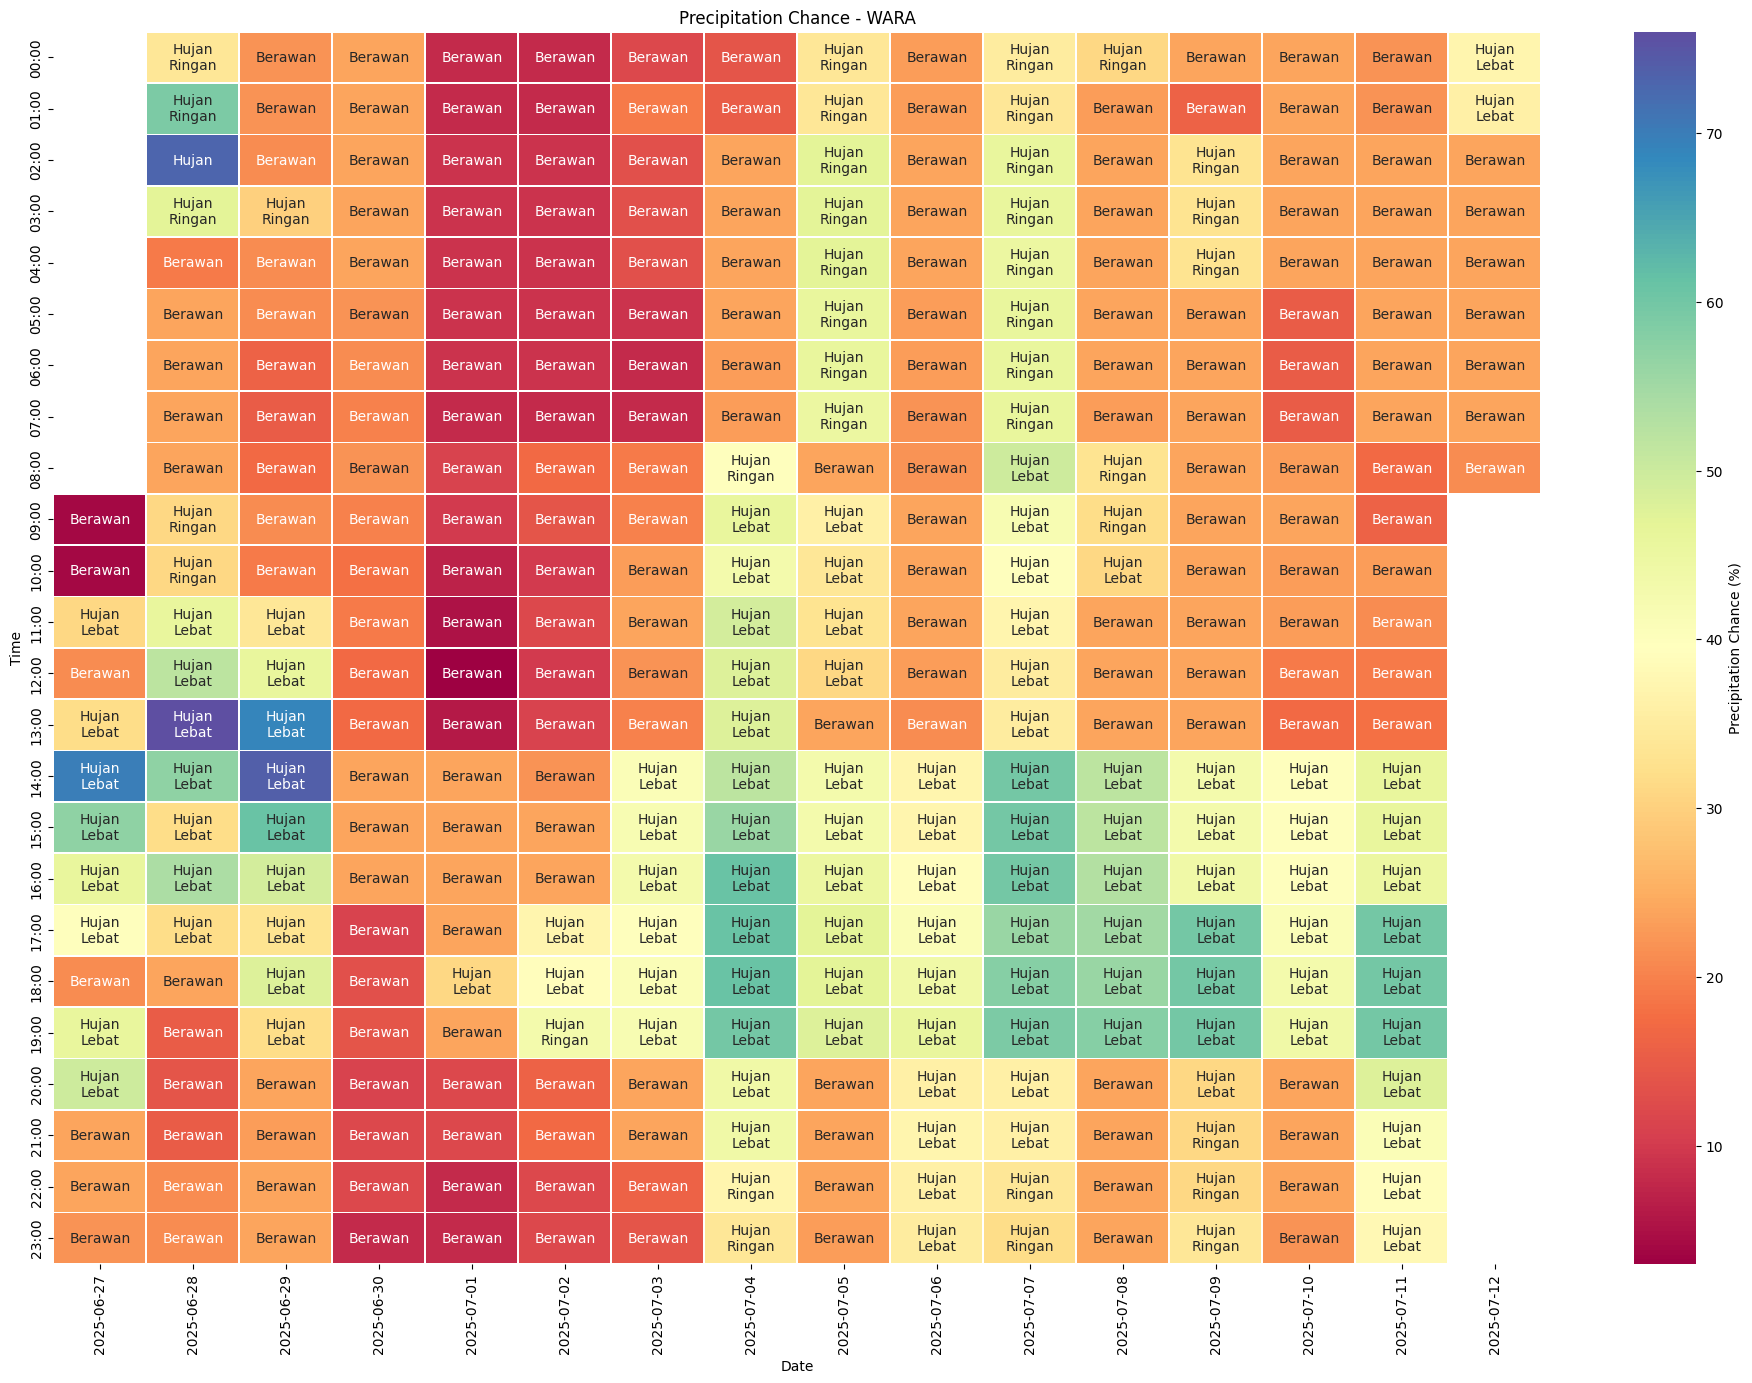 Precipitation Chance - WARA
00:00 Hujan Ringan Berawan Berawan Berawan Berawan Berawan Berawan Hujan Ringan Berawan Hujan Ringan Hujan Ringan Berawan Berawan Berawan Hujan Lebat
01:00 Hujan Ringan Berawan Berawan Berawan Berawan Berawan Berawan Hujan Ringan Berawan Hujan Ringan Berawan Berawan Berawan Berawan Hujan Lebat
02:00 Hujan Berawan Berawan Berawan Berawan Berawan Berawan Hujan Ringan Berawan Hujan Ringan Berawan Hujan Ringan Berawan Berawan Berawan
03:00 Hujan Ringan Hujan Ringan Berawan Berawan Berawan Berawan Berawan Hujan Ringan Berawan Hujan Ringan Berawan Hujan Ringan Berawan Berawan Berawan
04:00 Berawan Berawan Berawan Berawan Berawan Berawan Berawan Hujan Ringan Berawan Hujan Ringan Berawan Hujan Ringan Berawan Berawan Berawan
05:00 Berawan Berawan Berawan Berawan Berawan Berawan Berawan Hujan Ringan Berawan Hujan Ringan Berawan Berawan Berawan Berawan Berawan
06:00 Berawan Berawan Berawan Berawan Berawan Berawan Berawan Hujan Ringan Berawan Hujan Ringan Berawan Berawan Berawan Berawan Berawan
07:00 Berawan Berawan Berawan Berawan Berawan Berawan Berawan Hujan Ringan Berawan Hujan Ringan Berawan Berawan Berawan Berawan Berawan
08:00 Berawan Berawan Berawan Berawan Berawan Berawan Hujan Ringan Berawan Berawan Hujan Lebat Hujan Ringan Berawan Berawan Berawan Berawan
09:00 Berawan Hujan Ringan Berawan Berawan Berawan Berawan Berawan Hujan Lebat Hujan Lebat Berawan Hujan Lebat Hujan Ringan Berawan Berawan Berawan
10:00 Berawan Hujan Ringan Berawan Berawan Berawan Berawan Berawan Hujan Lebat Hujan Lebat Berawan Hujan Lebat Hujan Lebat Berawan Berawan Berawan
11:00 Hujan Lebat Hujan Lebat Hujan Lebat Berawan Berawan Berawan Berawan Hujan Lebat Hujan Lebat Berawan Hujan Lebat Berawan Berawan Berawan Berawan
12:00 Berawan Hujan Lebat Hujan Lebat Berawan Berawan Berawan Berawan Hujan Lebat Hujan Lebat Berawan Hujan Lebat Berawan Berawan Berawan Berawan
13:00 Hujan Lebat Hujan Lebat Hujan Lebat Berawan Berawan Berawan Berawan Hujan Lebat Berawan Berawan Hujan Lebat Berawan Berawan Berawan Berawan
14:00 Hujan Lebat Hujan Lebat Hujan Lebat Berawan Berawan Berawan Hujan Lebat Hujan Lebat Hujan Lebat Hujan Lebat Hujan Lebat Hujan Lebat Hujan Lebat Hujan Lebat Hujan Lebat
15:00 Hujan Lebat Hujan Lebat Hujan Lebat Berawan Berawan Berawan Hujan Lebat Hujan Lebat Hujan Lebat Hujan Lebat Hujan Lebat Hujan Lebat Hujan Lebat Hujan Lebat Hujan Lebat
16:00 Hujan Lebat Hujan Lebat Hujan Lebat Berawan Berawan Berawan Hujan Lebat Hujan Lebat Hujan Lebat Hujan Lebat Hujan Lebat Hujan Lebat Hujan Lebat Hujan Lebat Hujan Lebat
17:00 Hujan Lebat Hujan Lebat Hujan Lebat Berawan Berawan Hujan Lebat Hujan Lebat Hujan Lebat Hujan Lebat Hujan Lebat Hujan Lebat Hujan Lebat Hujan Lebat Hujan Lebat Hujan Lebat
18:00 Berawan Berawan Hujan Lebat Berawan Hujan Lebat Hujan Lebat Hujan Lebat Hujan Lebat Hujan Lebat Hujan Lebat Hujan Lebat Hujan Lebat Hujan Lebat Hujan Lebat Hujan Lebat
19:00 Hujan Lebat Berawan Hujan Lebat Berawan Berawan Hujan Ringan Hujan Lebat Hujan Lebat Hujan Lebat Hujan Lebat Hujan Lebat Hujan Lebat Hujan Lebat Hujan Lebat Hujan Lebat
20:00 Hujan Lebat Berawan Berawan Berawan Berawan Berawan Berawan Hujan Lebat Berawan Hujan Lebat Hujan Lebat Berawan Hujan Lebat Berawan Hujan Lebat
21:00 Berawan Berawan Berawan Berawan Berawan Berawan Berawan Hujan Lebat Berawan Hujan Lebat Hujan Lebat Berawan Hujan Ringan Berawan Hujan Lebat
22:00 Berawan Berawan Berawan Berawan Berawan Berawan Berawan Hujan Ringan Berawan Hujan Lebat Hujan Ringan Berawan Hujan Ringan Berawan Hujan Lebat
23:00 Berawan Berawan Berawan Berawan Berawan Berawan Berawan Hujan Ringan Berawan Hujan Lebat Hujan Ringan Berawan Hujan Ringan Berawan Hujan Lebat
Time
2025-06-27 2025-06-28 2025-06-29 2025-06-30 2025-07-01 2025-07-02 2025-07-03 2025-07-04 2025-07-05 2025-07-06 2025-07-07 2025-07-08 2025-07-09 2025-07-10 2025-07-11 2025-07-12
Date
70
60
50
40
30
20
10
Precipitation Chance (%)